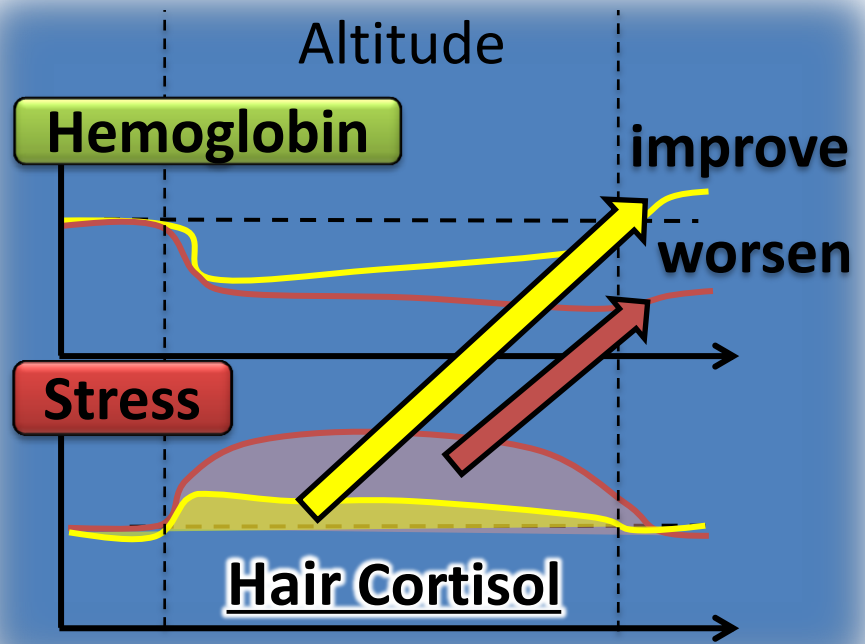 Altitude
Hemoglobin
improve
worsen
Stress
Hair Cortisol